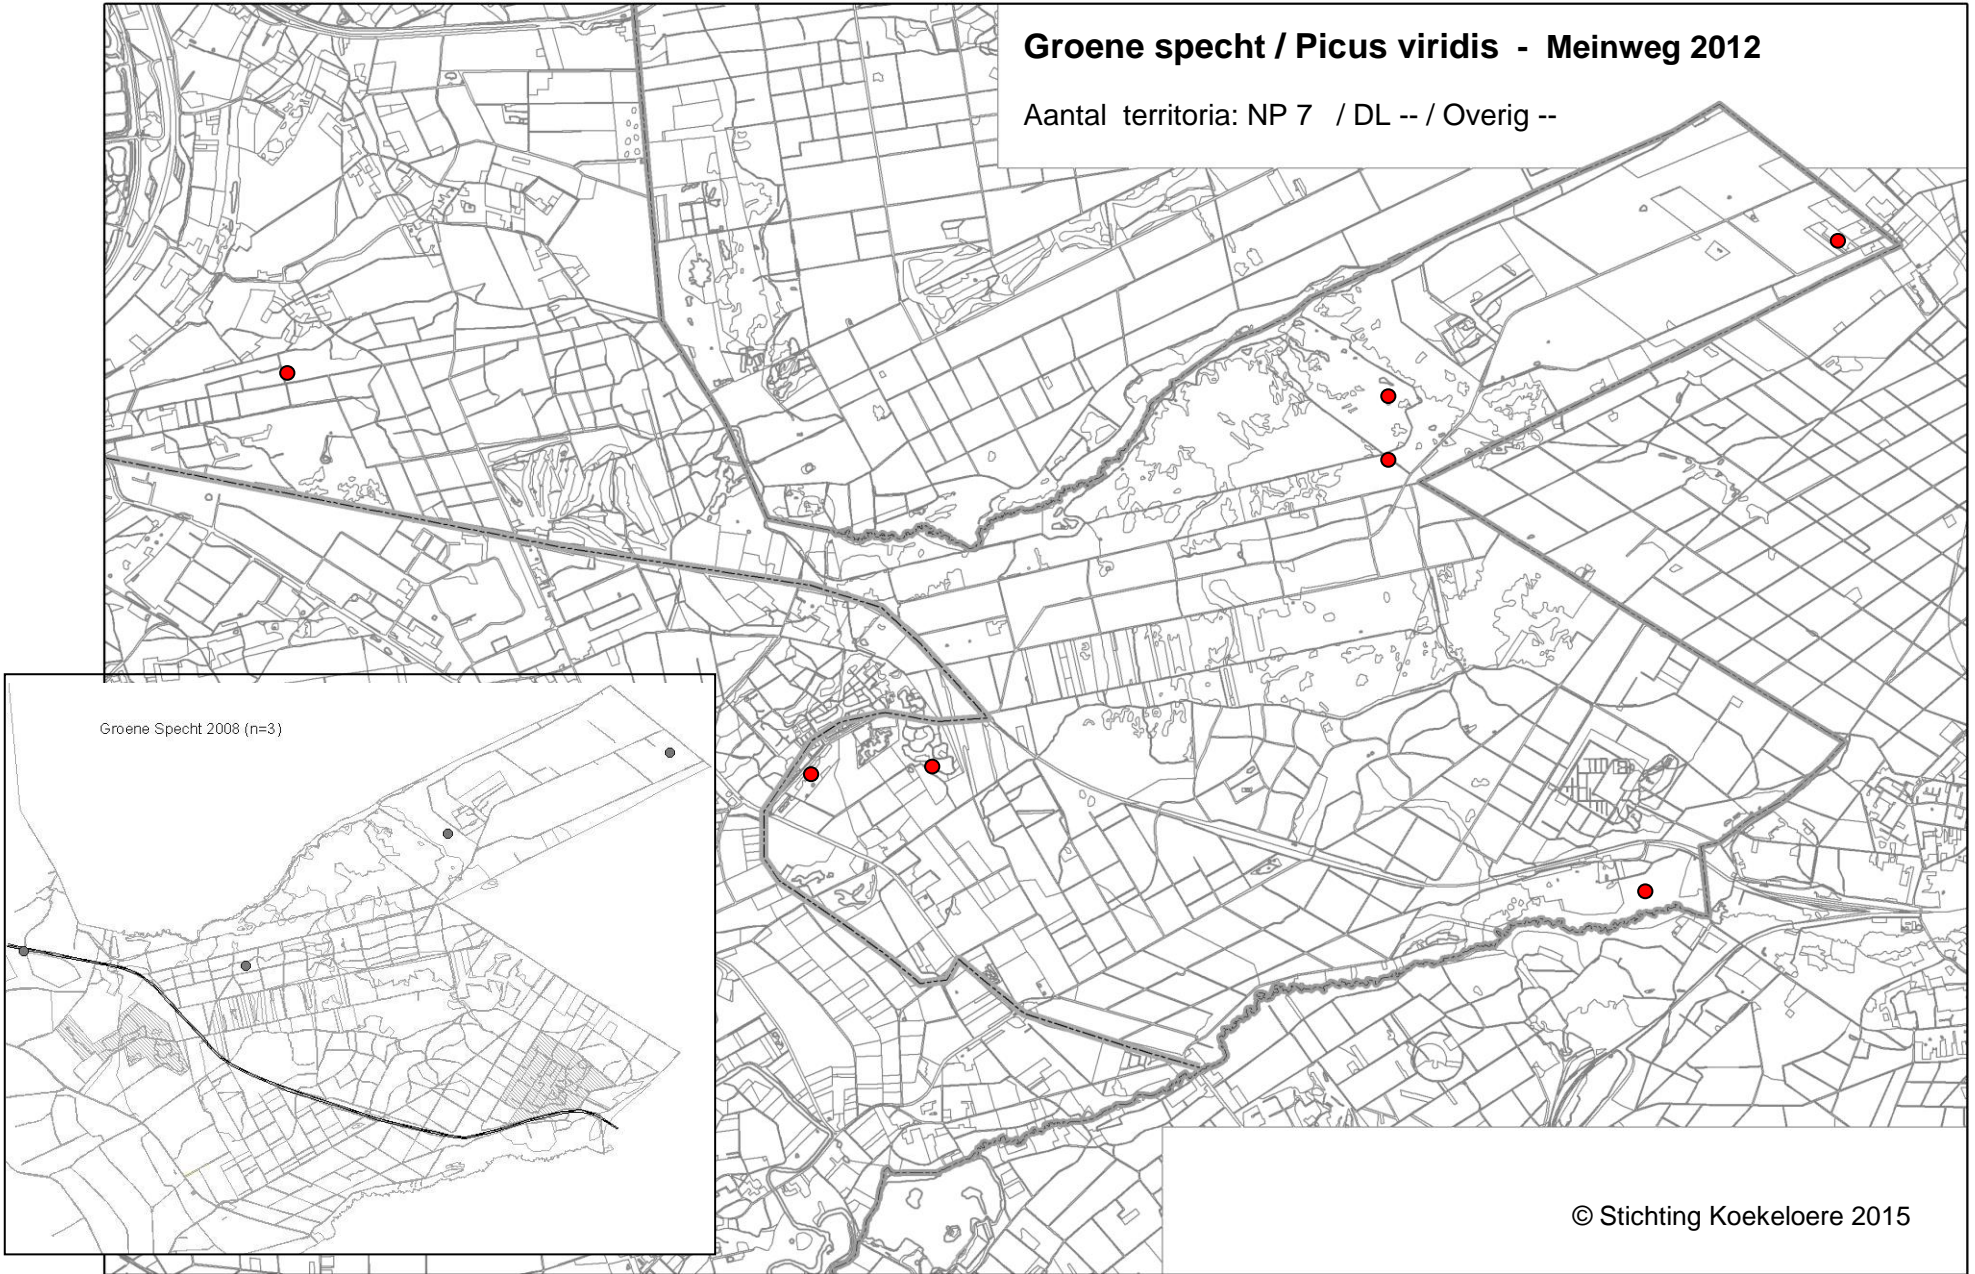 Groene specht / Picus viridis - Meinweg 2012
Aantal territoria: NP 7 / DL -- / Overig --
Groene Specht 2008 (n=3)
© Stichting Koekeloere 2015